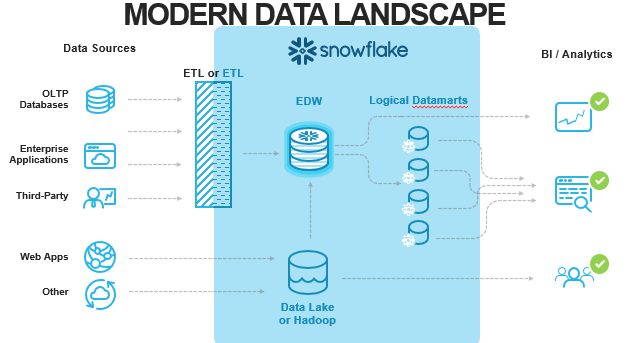 MODERN DATA LANDSCAPE
Data Sources
snowflake
BI / Analytics
ETL or ETL
OLTP
Databases
EDW
Logical Datamarts
Enterprise
Applications
Third-Party
Web Apps
Other
Data Lake
or Hadoop